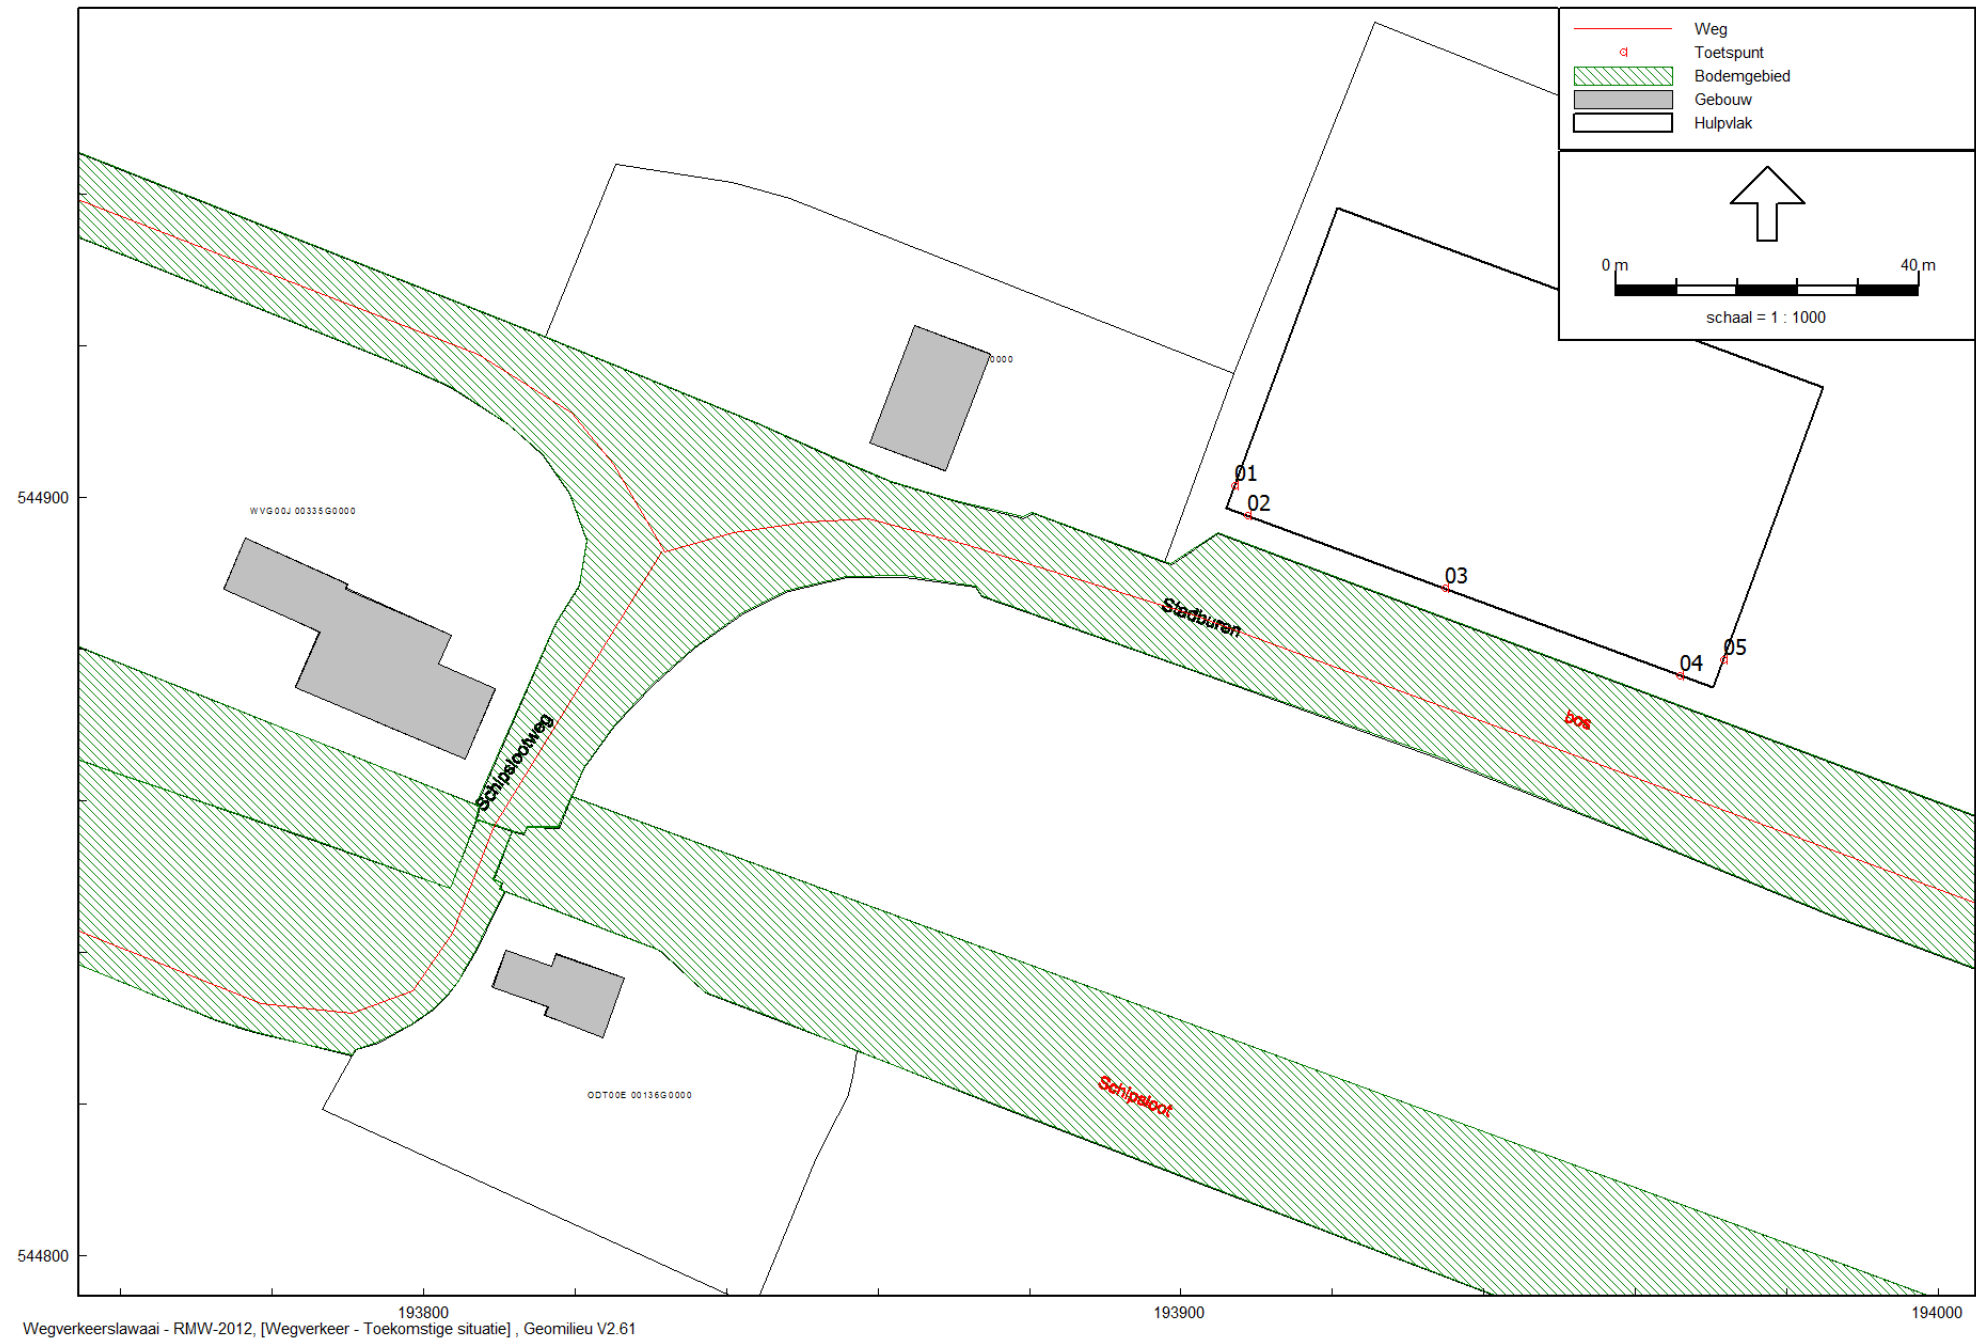 Weg
Toetspunt
Bodemgebied
Gebouw
Hulpvlak
0 m 40 m
schaal = 1 : 1000
0000
01
544900
02
WVG00J 00335G0000
03
Stadburen
05
04
bos
Schipslootweg
Schipsloot
ODT00E 00136G0000
544800
193800 193900 194000
Wegverkeerslawaai - RMW-2012, [Wegverkeer - Toekomstige situatie] , Geomilieu V2.61